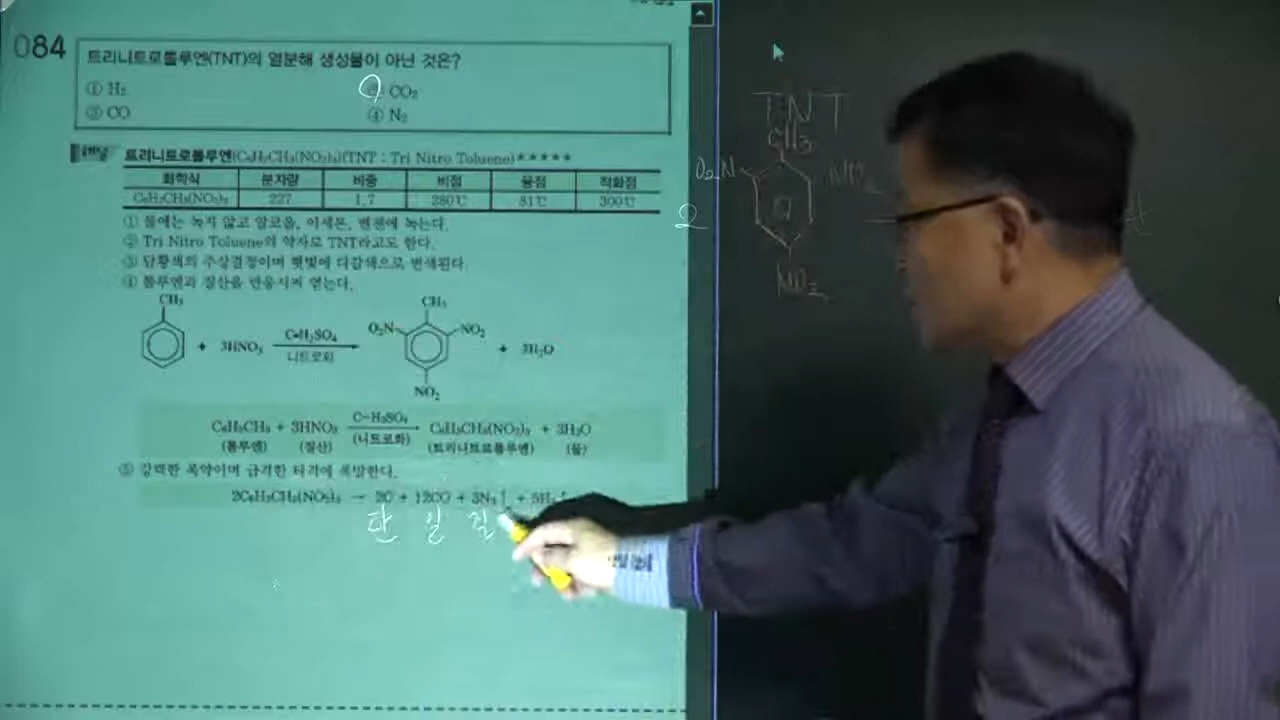 084
트리니트로톨루엔(TNT)의 열분해 생성물이 아닌 것은?
① H₂
CO₂
③ CO
④ N₂
해설
트리니트로톨루엔(C₆H₂CH₃(NO₂)₃)(TNT : Tri Nitro Toluene)★★★★★
화학식 분자량 비중 비점 융점 착화점
C₆H₂CH₃(NO₂)₃ 227 1.7 280℃ 81℃ 300℃
① 물에는 녹지 않고 알코올, 아세톤, 벤젠에 녹는다.
② Tri Nitro Toluene의 약자로 TNT라고도 한다.
③ 담황색의 주상결정이며 햇빛에 다갈색으로 변색된다.
④ 톨루엔과 질산을 반응시켜 얻는다.
CH₃
+ 3HNO₃
C-H₂SO₄
니트로화
CH₃
O₂N
NO₂
NO₂
+ 3H₂O
C₆H₅CH₃ + 3HNO₃ C-H₂SO₄ C₆H₂CH₃(NO₂)₃ + 3H₂O
(톨루엔) (질산) (니트로화) (트리니트로톨루엔) (물)
⑤ 강력한 폭약이며 급격한 타격에 폭발한다.
2C₆H₂CH₃(NO₂)₃ → 2C + 12CO + 3N₂↑ + 5H₂
탄 일 질
TNT
CH₃
O₂N
NO₂
2
NO₂